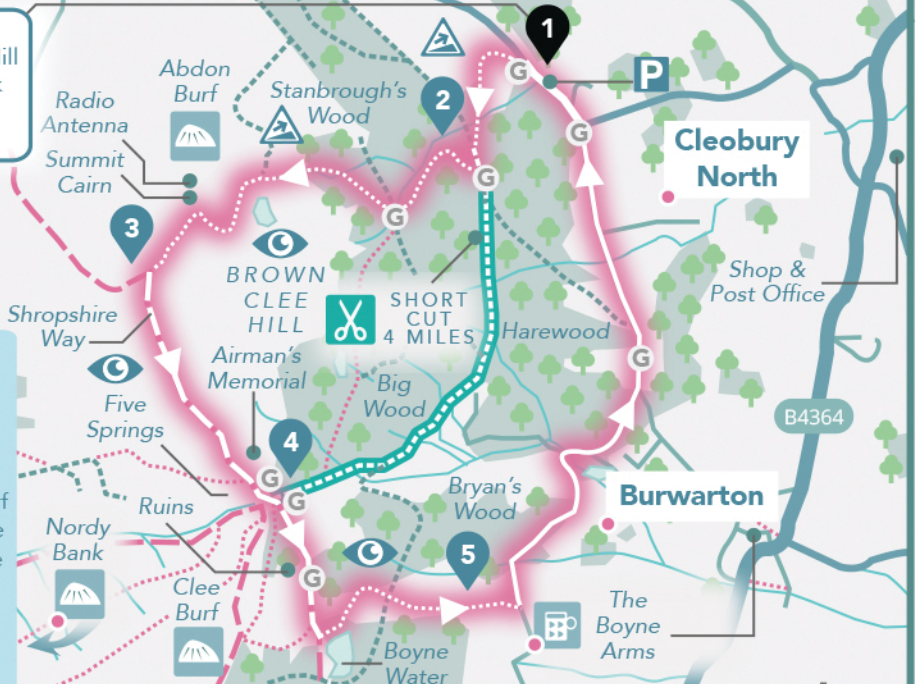 ill
1
P
G
G
2
Abdon
Burf
Stanbrough's
Wood
Radio
Antenna
Summit
Cairn
Cleobury
North
G
G
3
BROWN
CLEE
HILL
SHORT
CUT
4 MILES
Shop &
Post Office
Shropshire
Way
Harewood
G
Airman's
Memorial
Big
Wood
Five
Springs
B4364
4
G
G
Bryan's
Wood
Burwarton
Ruins
Nordy
Bank
5
G
Clee
Burf
The
Boyne
Arms
Boyne
Water